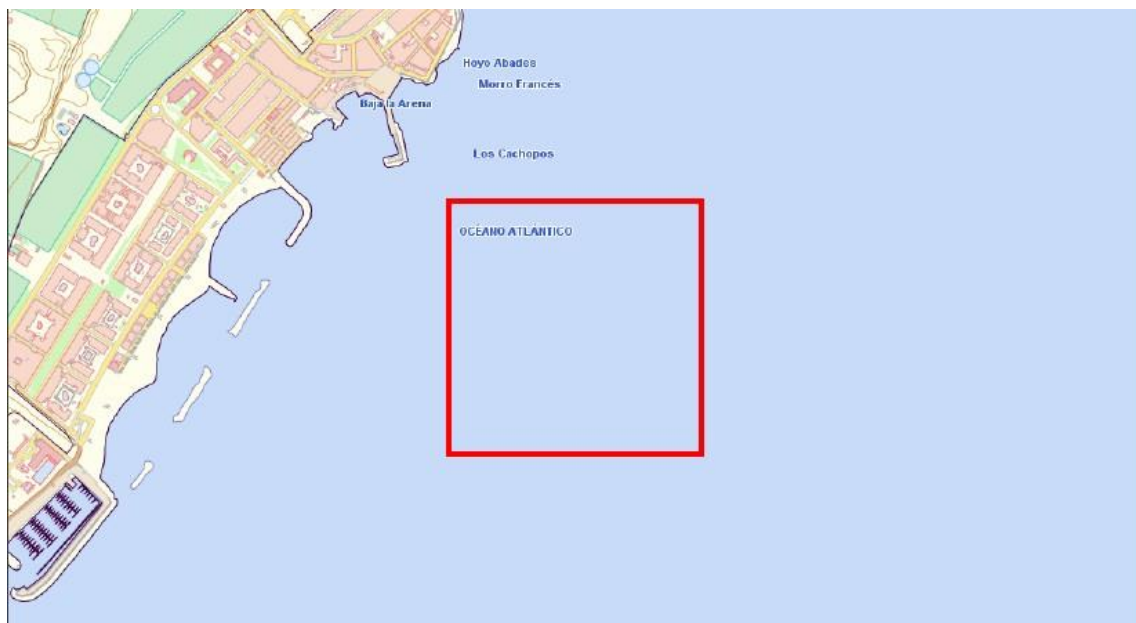 Hoyo Abades
Morro Francés
Baja la Arena
Los Cachopos
OCÉANO ATLÁNTICO